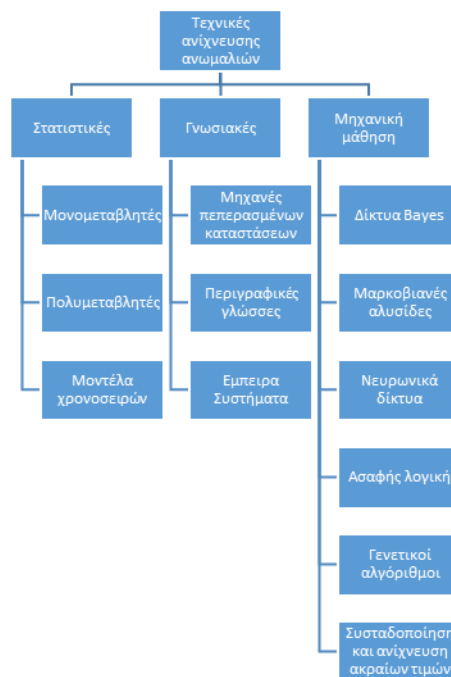 Τεχνικές
ανίχνευσης
ανωμαλιών
Στατιστικές
Μονομεταβλητές
Πολυμεταβλητές
Μοντέλα
χρονοσειρών
Γνωσιακές
Μηχανές
πεπερασμένων
καταστάσεων
Περιγραφικές
γλώσσες
Εμπειρα
Συστήματα
Μηχανική
μάθηση
Δίκτυα Bayes
Μαρκοβιανές
αλυσίδες
Νευρωνικά
δίκτυα
Ασαφής λογική
Γενετικοί
αλγόριθμοι
Συσταδοποίηση
και ανίχνευση
ακραίων τιμών